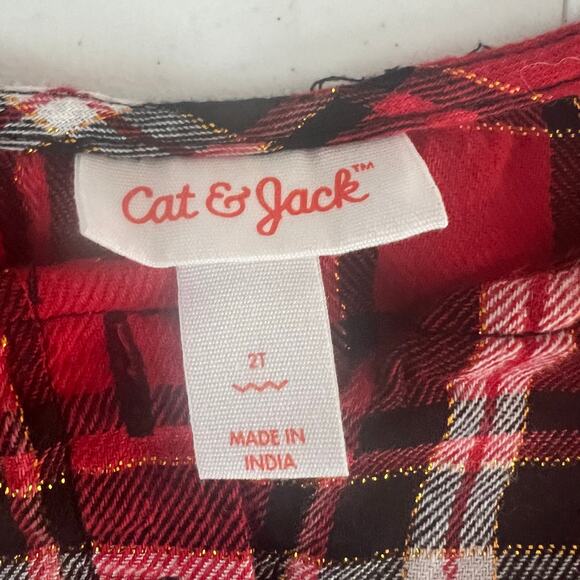 Cat & Jack™
2T
MADE IN
INDIA